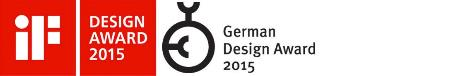 iF
DESIGN
AWARD
2015
German
Design Award
2015